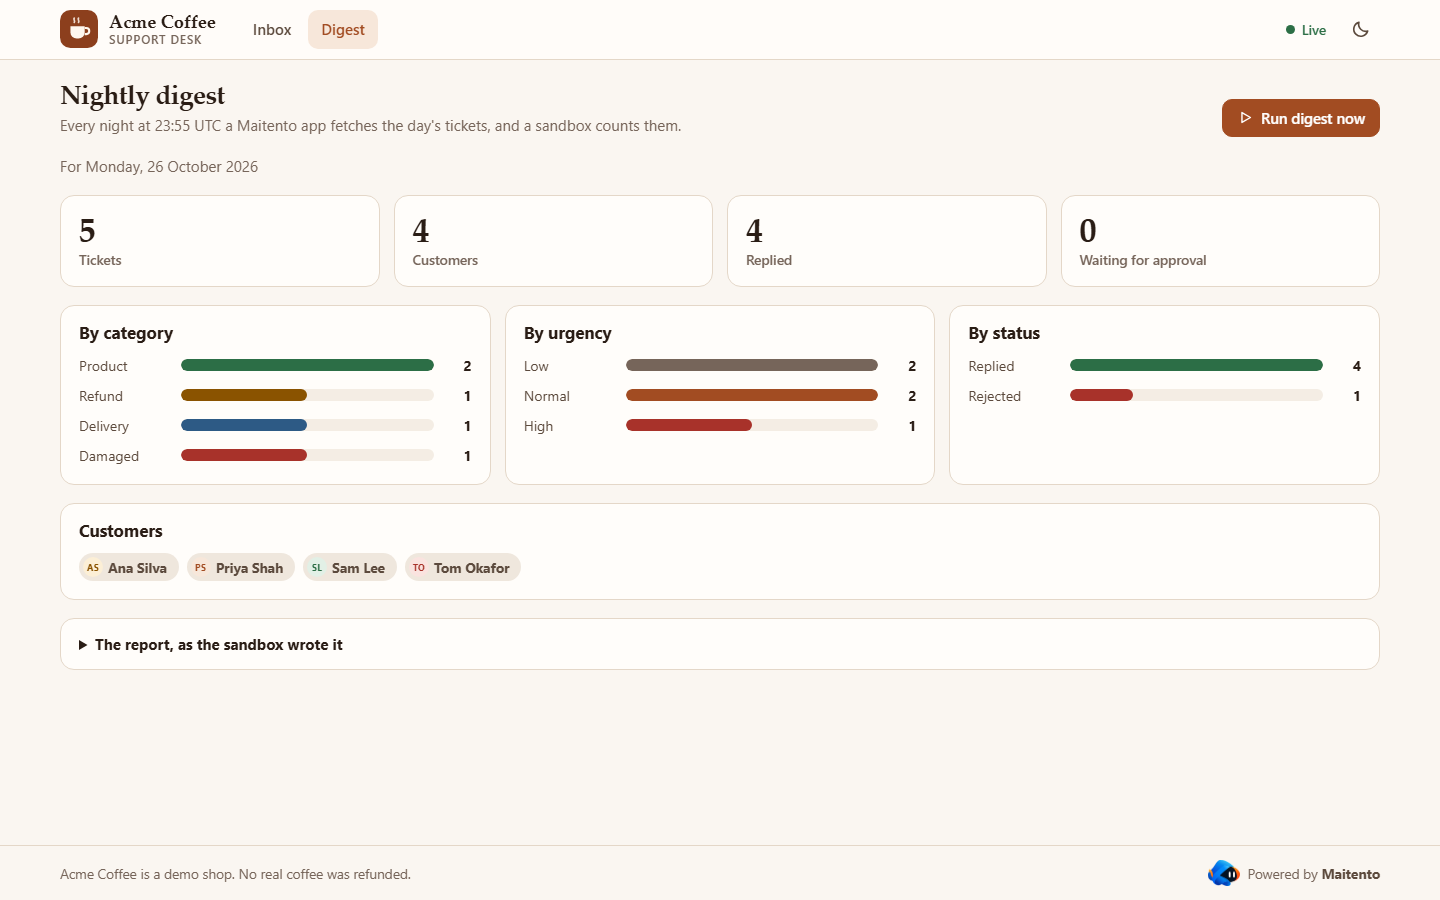 Acme Coffee
SUPPORT DESK
Inbox
Digest
Live
Nightly digest
Every night at 23:55 UTC a Maitento app fetches the day's tickets, and a sandbox counts them.
Run digest now
For Monday, 26 October 2026
5
Tickets
4
Customers
4
Replied
0
Waiting for approval
By category
Product 2
Refund 1
Delivery 1
Damaged 1
By urgency
Low 2
Normal 2
High 1
By status
Replied 4
Rejected 1
Customers
AS Ana Silva
PS Priya Shah
SL Sam Lee
TO Tom Okafor
The report, as the sandbox wrote it
Acme Coffee is a demo shop. No real coffee was refunded.
Powered by Maitento